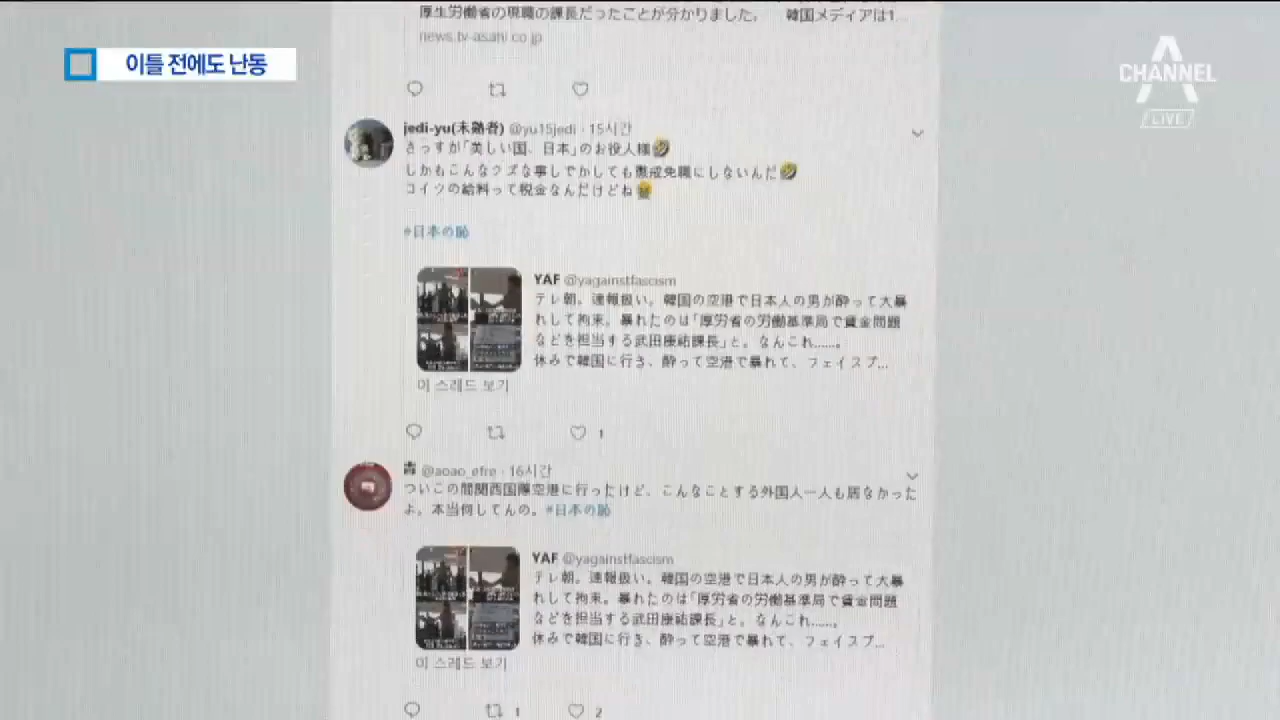 厚生労働省の現職の課長だったことが分かりました。 韓国メディアは1...
news.tv-asahi.co.jp
이틀 전에도 난동
CHANNEL A
LIVE
jedi-yu(未熟者) @yu15jedi · 15시간
さっすが「美しい国、日本」のお役人様🤣
しかもこんなクズな事しでかしても懲戒免職にしないんだ🤣
コイツの給料って税金なんだけどね
#日本の恥
YAF @yagainstfascism
テレ朝。速報扱い。韓国の空港で日本人の男が酔って大暴
れして拘束。暴れたのは「厚労省の労働基準局で賃金問題
などを担当する武田康祐課長」と。なんこれ......。
休みで韓国に行き、酔って空港で暴れて、フェイスブ...
이 스레드 보기
1
@aoao_efre · 16시간
ついこの間関西国際空港に行ったけど、こんなことする外国人一人も居なかった
よ。本当何してんの。#日本の恥
YAF @yagainstfascism
テレ朝。速報扱い。韓国の空港で日本人の男が酔って大暴
れして拘束。暴れたのは「厚労省の労働基準局で賃金問題
などを担当する武田康祐課長」と。なんこれ......。
休みで韓国に行き、酔って空港で暴れて、フェイスブ...
이 스레드 보기
1 2